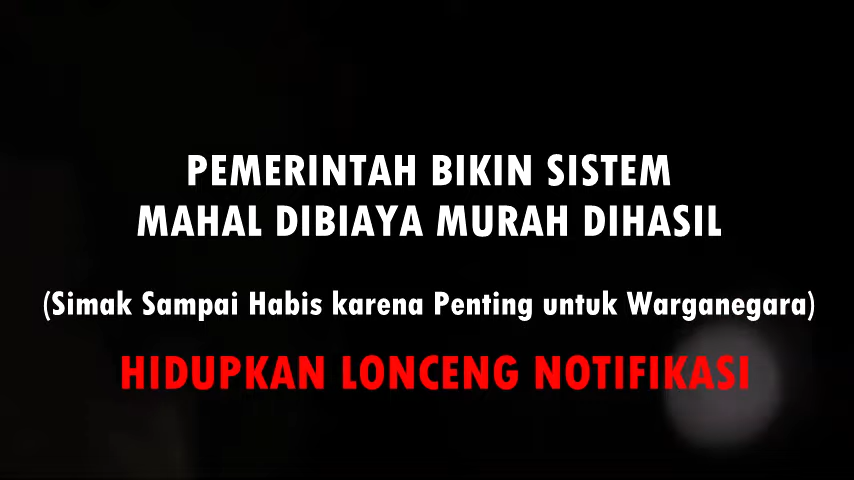 PEMERINTAH BIKIN SISTEM
MAHAL DIBIAYA MURAH DIHASIL
(Simak Sampai Habis karena Penting untuk Warganegara)
HIDUPKAN LONCENG NOTIFIKASI